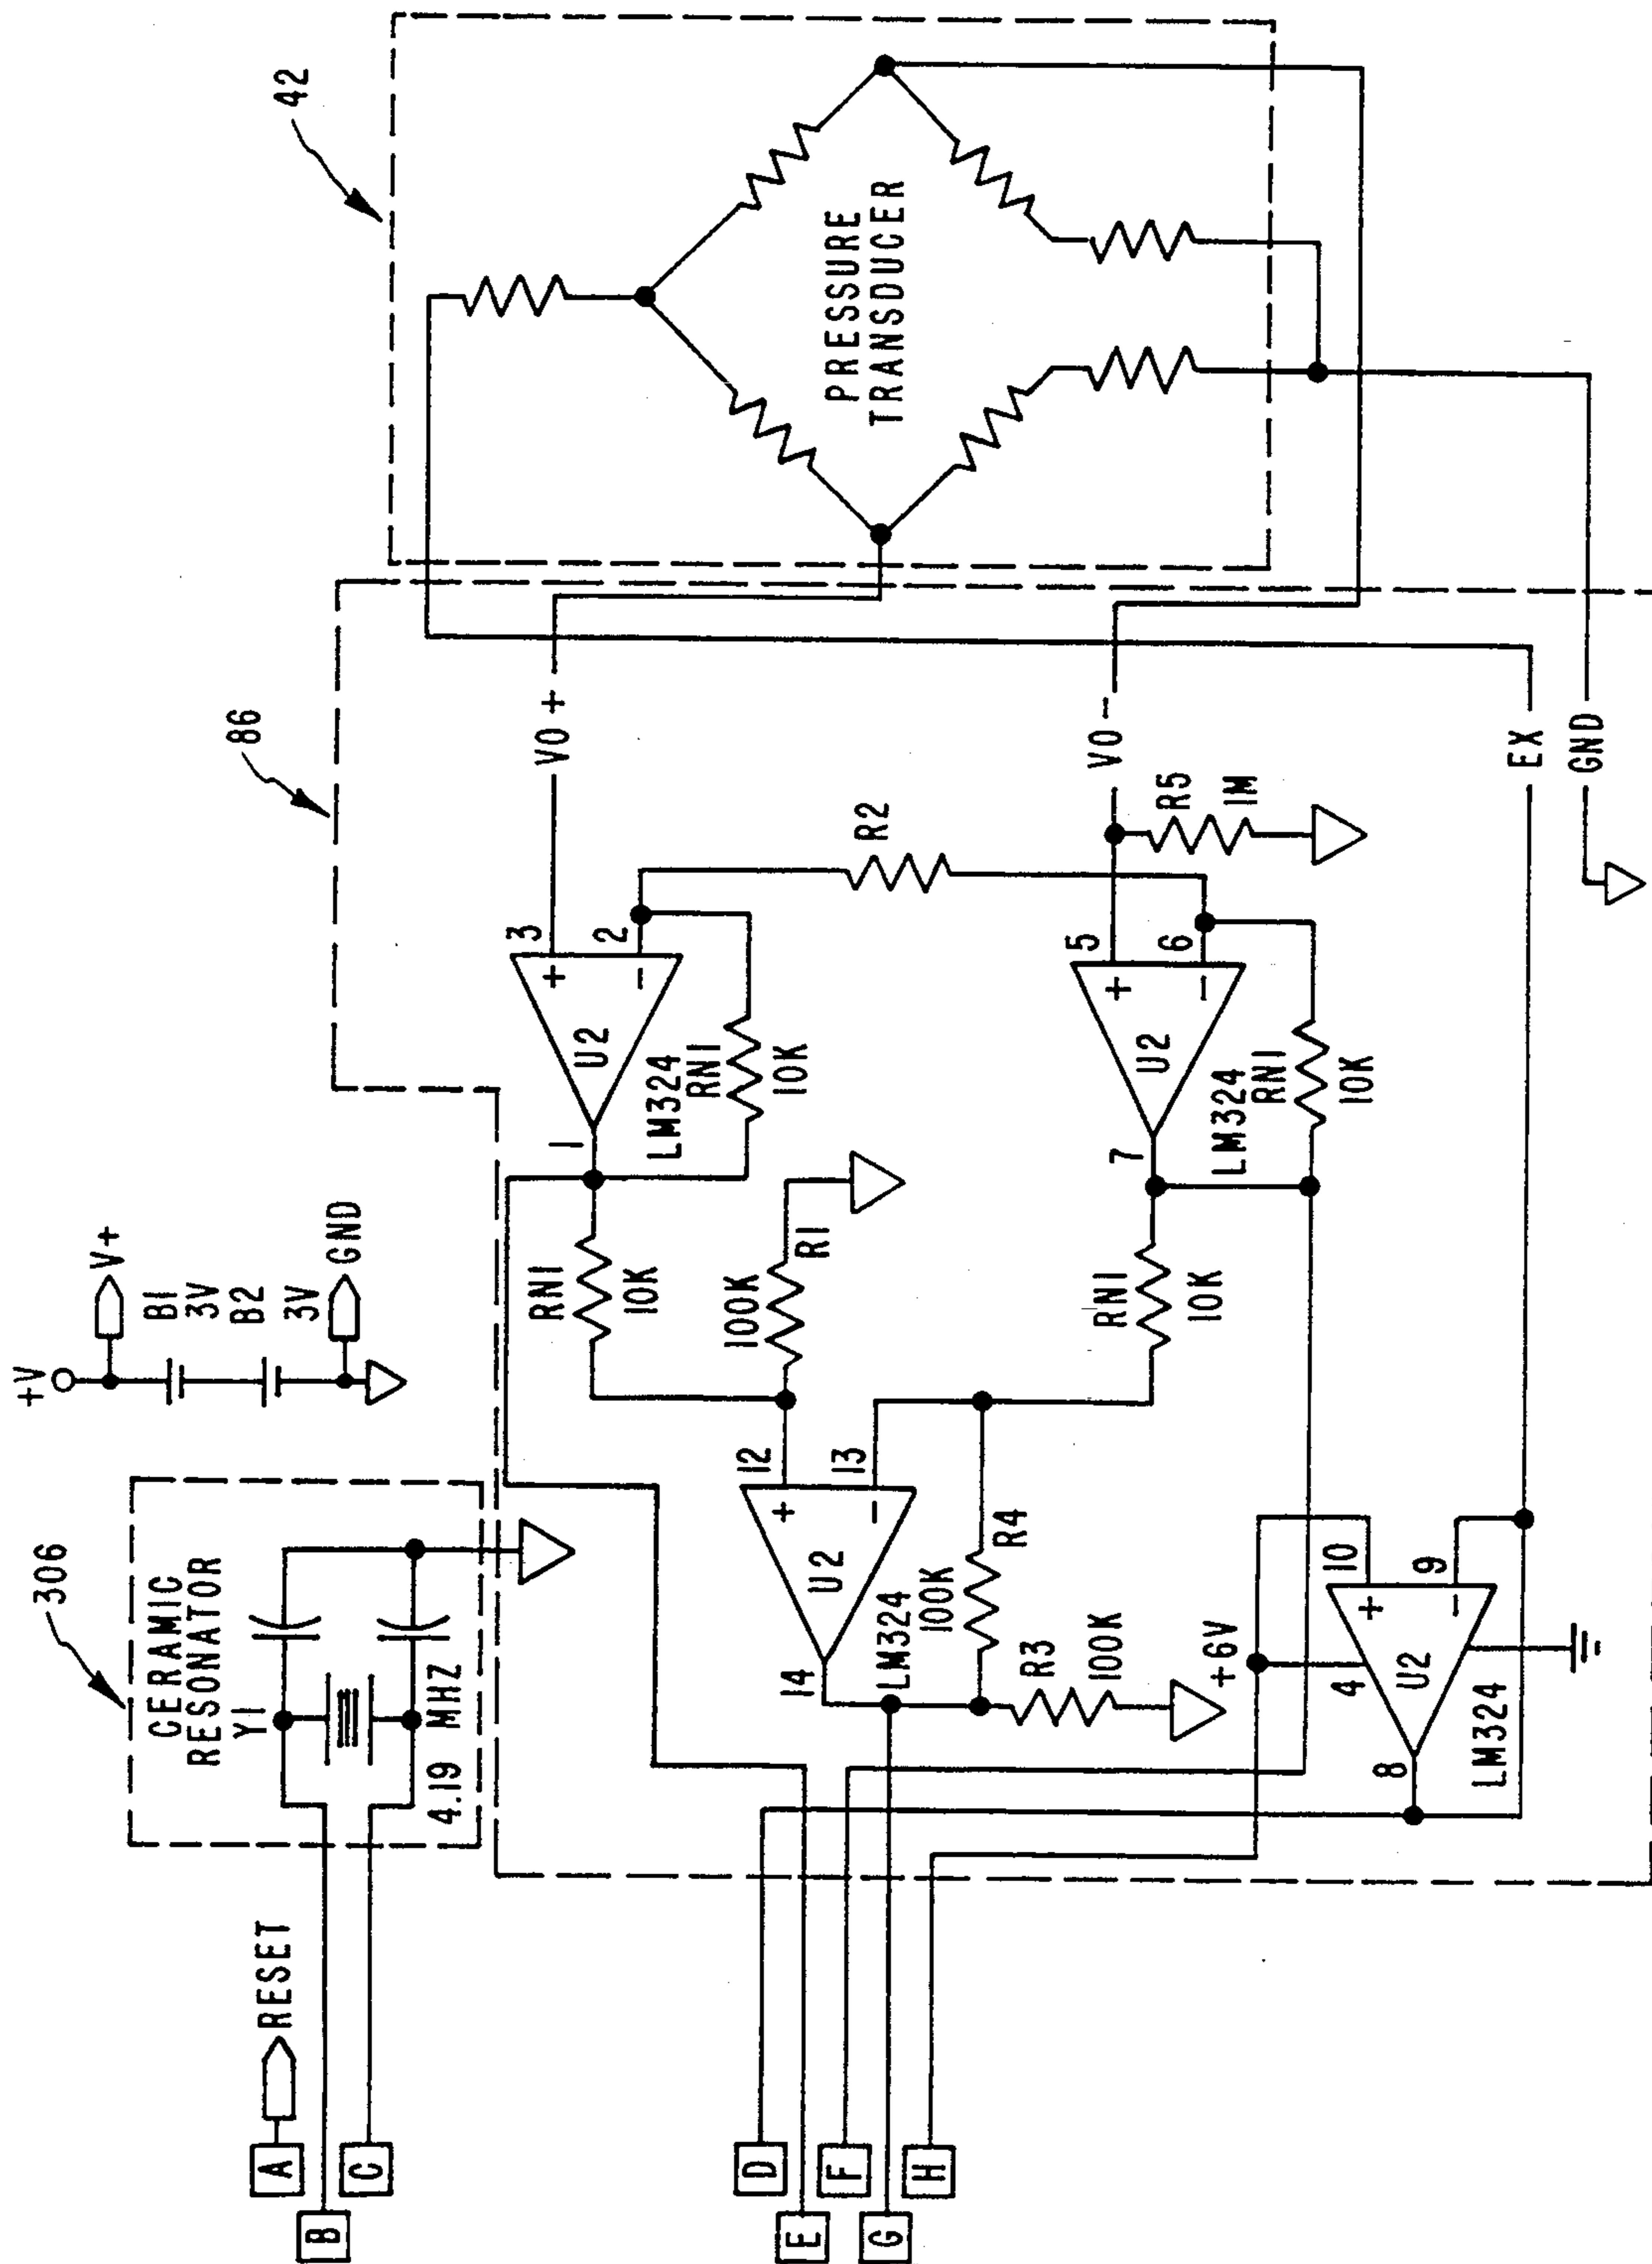 306
CERAMIC
RESONATOR
Y1
4.19 MHZ
A
RESET
B
C
+V
V+
B1
3V
B2
3V
GND
86
42
PRESSURE
TRANSDUCER
VO +
VO -
EX
GND
3
+
2
-
U2
1
LM324
RN1
10K
RN1
10K
R2
5
+
6
-
U2
7
LM324
RN1
10K
RN1
10K
R5
1M
100K
R1
12
+
13
-
U2
14
LM324
100K
R4
R3
100K
+6V
10
+
9
-
4
U2
8
LM324
D
E
F
G
H